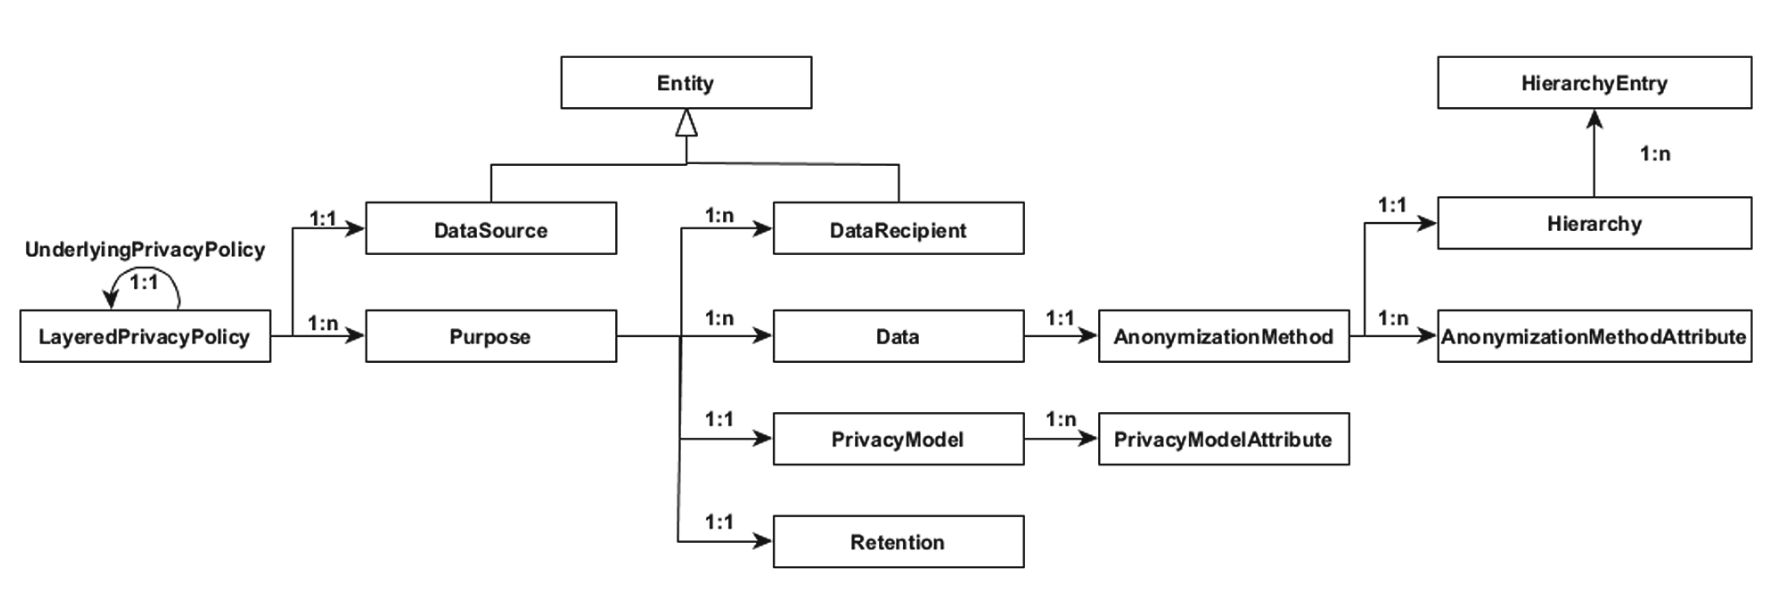 Entity
HierarchyEntry
1:n
1:1
DataSource
1:n
DataRecipient
1:1
Hierarchy
UnderlyingPrivacyPolicy
1:1
LayeredPrivacyPolicy
1:n
Purpose
1:n
Data
1:1
AnonymizationMethod
1:n
AnonymizationMethodAttribute
1:1
PrivacyModel
1:n
PrivacyModelAttribute
1:1
Retention